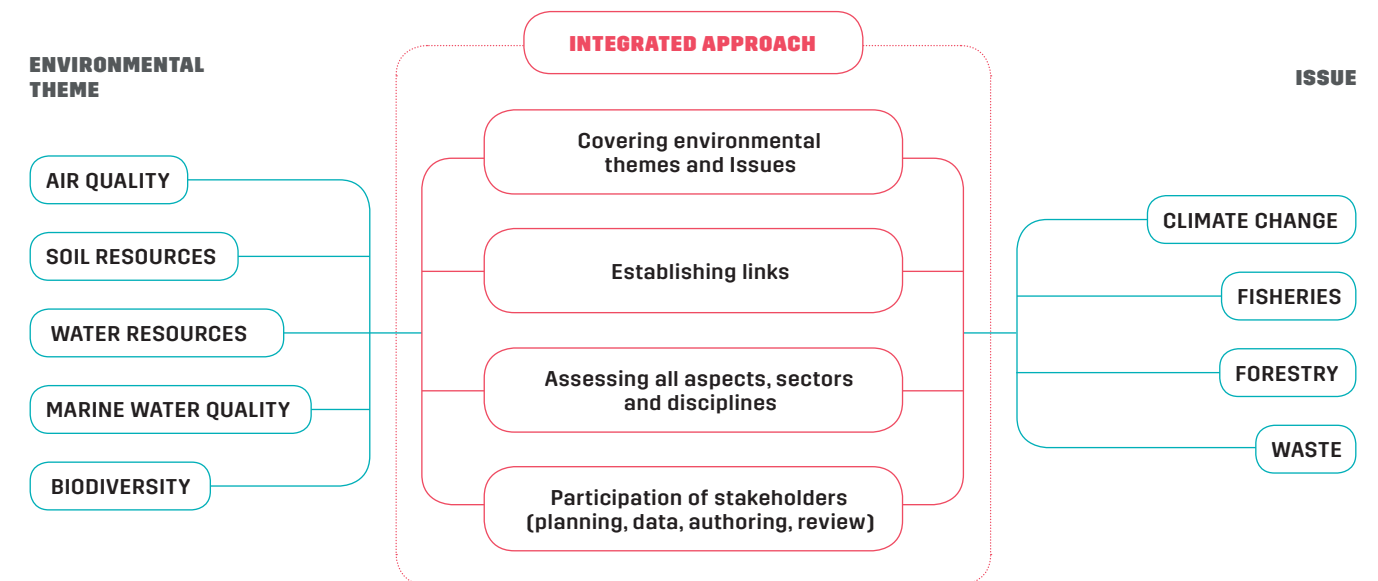 INTEGRATED APPROACH
ENVIRONMENTAL
THEME
ISSUE
AIR QUALITY
SOIL RESOURCES
WATER RESOURCES
MARINE WATER QUALITY
BIODIVERSITY
Covering environmental
themes and Issues
Establishing links
Assessing all aspects, sectors
and disciplines
Participation of stakeholders
(planning, data, authoring, review)
CLIMATE CHANGE
FISHERIES
FORESTRY
WASTE